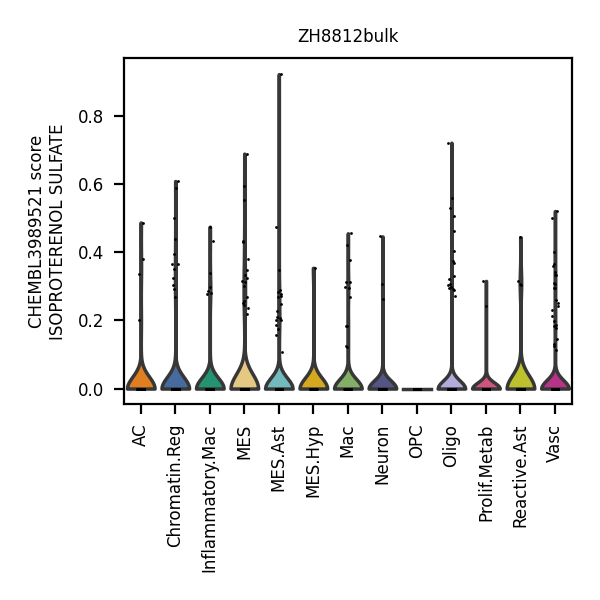 ZH8812bulk
CHEMBL3989521 score
ISOPROTERENOL SULFATE
0.8
0.6
0.4
0.2
0.0
AC
Chromatin.Reg
Inflammatory.Mac
MES
MES.Ast
MES.Hyp
Mac
Neuron
OPC
Oligo
Prolif.Metab
Reactive.Ast
Vasc